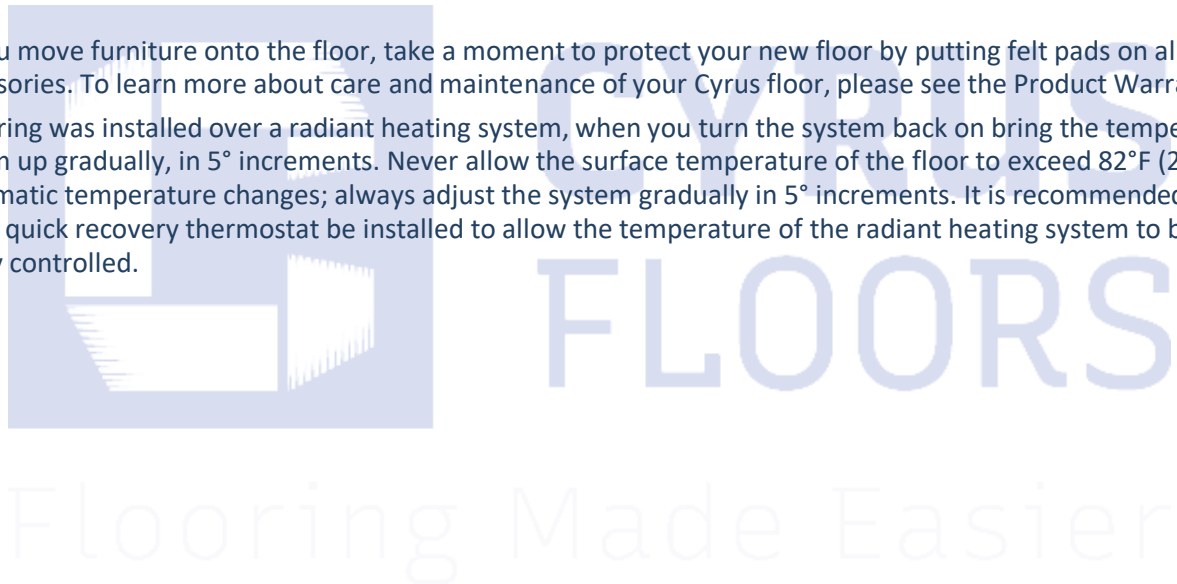 u move furniture onto the floor, take a moment to protect your new floor by putting felt pads on al
sories. To learn more about care and maintenance of your Cyrus floor, please see the Product Warra
ring was installed over a radiant heating system, when you turn the system back on bring the tempe
n up gradually, in 5° increments. Never allow the surface temperature of the floor to exceed 82°F (2
matic temperature changes; always adjust the system gradually in 5° increments. It is recommended
quick recovery thermostat be installed to allow the temperature of the radiant heating system to b
y controlled.
CYRUS
FLOORS
Flooring Made Easier